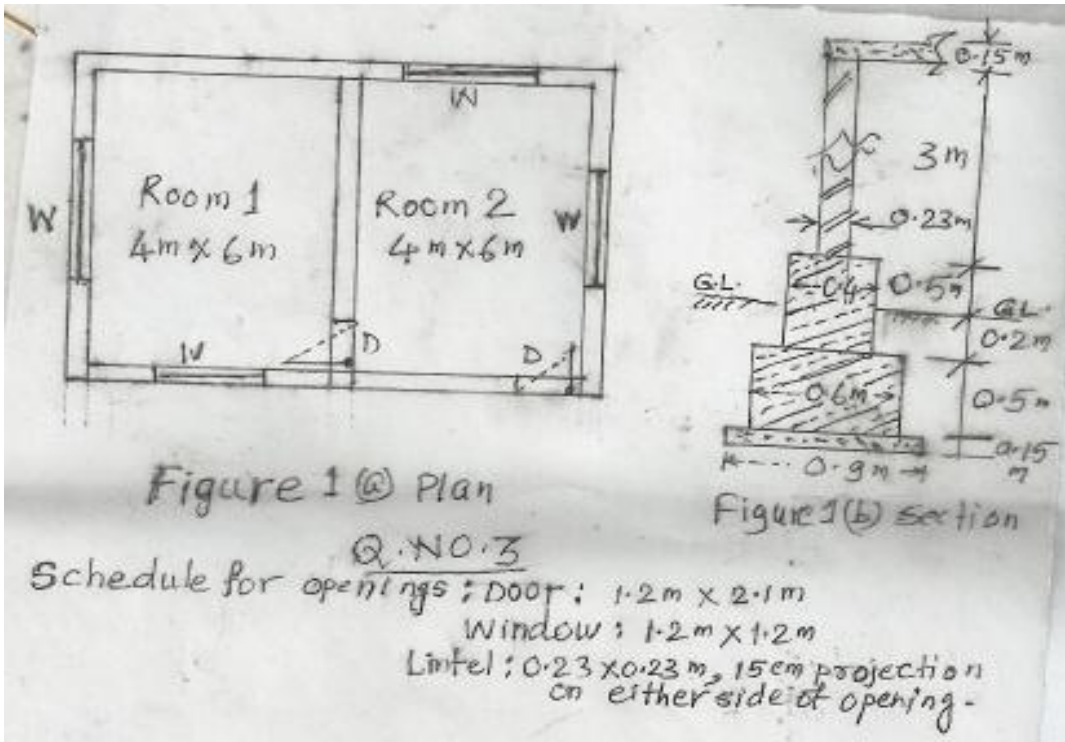 W
Room 1
4m x 6m
W
Room 2
4m x 6m
W
W
D
D
Figure 1 (a) Plan
0.15m
3m
0.23m
G.L.
0.4
0.5m
G.L.
0.2m
0.6m
0.5m
0.15
m
0.9m
Figure 1(b) section
Q.NO.3
Schedule for openings: Door: 1.2m x 2.1m
Window: 1.2m x 1.2m
Lintel: 0.23x0.23m, 15cm projection
on either side of opening.